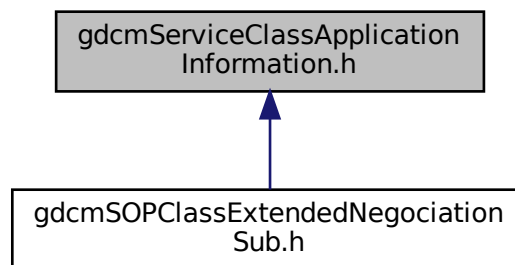 gdcmServiceClassApplication
Information.h
gdcmSOPClassExtendedNegociation
Sub.h